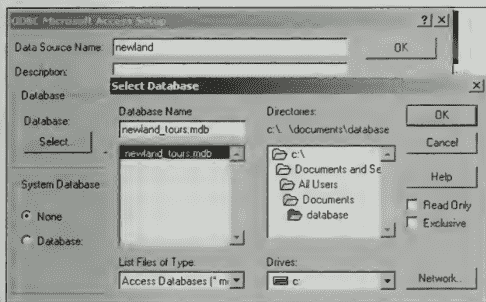 ODBC Microsoft Access Setup
Data Source Name: newland
OK
Description:
Database
Database:
Select...
System Database
None
Database:
Select Database
Database Name
newland_tours.mdb
newland_tours.mdb
List Files of Type:
Access Databases (*.m
Directories:
c:\..\documents\database
c:\
Documents and Se
All Users
Documents
database
Drives:
c:
OK
Cancel
Help
Read Only
Exclusive
Network...